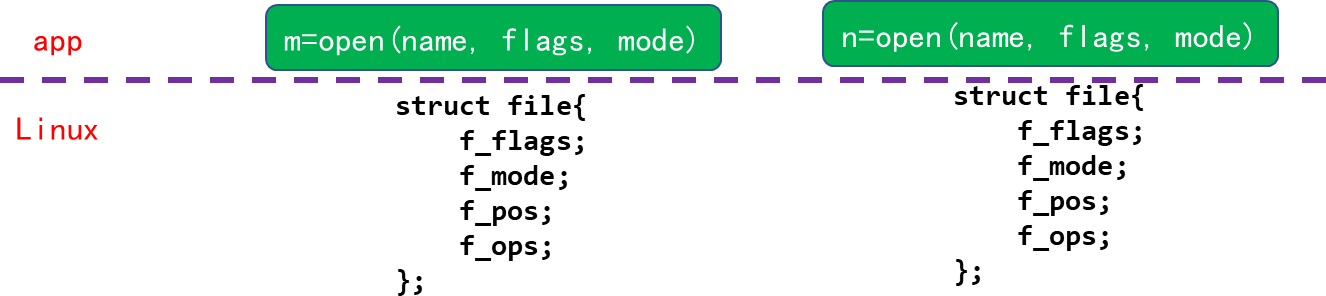 app
m=open(name, flags, mode)
n=open(name, flags, mode)
Linux
struct file{
f_flags;
f_mode;
f_pos;
f_ops;
};
struct file{
f_flags;
f_mode;
f_pos;
f_ops;
};